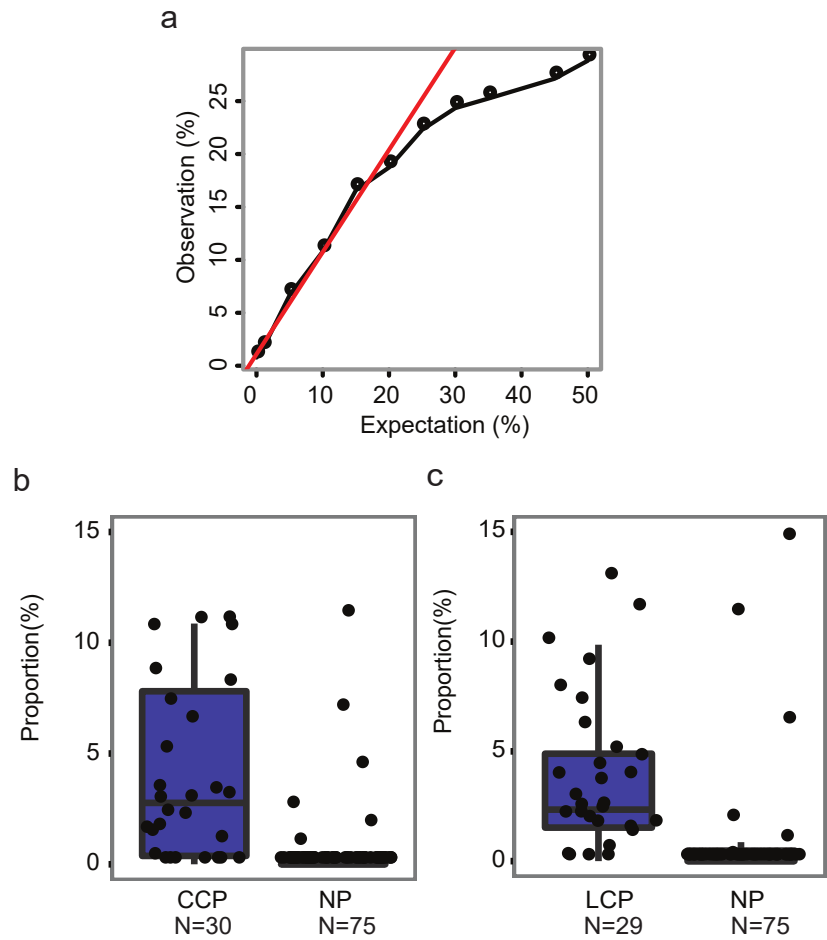 a
Observation (%)
25
20
15
10
5
0
0 10 20 30 40 50
Expectation (%)
b
Proportion(%)
15
10
5
0
CCP NP
N=30 N=75
c
Proportion(%)
15
10
5
0
LCP NP
N=29 N=75